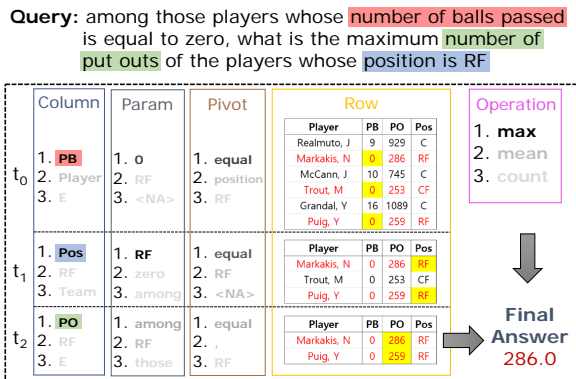 Query: among those players whose number of balls passed
is equal to zero, what is the maximum number of
put outs of the players whose position is RF
Column Param Pivot Row Operation
t0
1. PB
2. Player
3. E
1. 0
2. RF
3. <NA>
1. equal
2. position
3. RF
Player PB PO Pos
Realmuto, J 9 929 C
Markakis, N 0 286 RF
McCann, J 10 745 C
Trout, M 0 253 CF
Grandal, Y 16 1089 C
Puig, Y 0 259 RF
1. max
2. mean
3. count
t1
1. Pos
2. RF
3. Team
1. RF
2. zero
3. among
1. equal
2. RF
3. <NA>
Player PB PO Pos
Markakis, N 0 286 RF
Trout, M 0 253 CF
Puig, Y 0 259 RF
t2
1. PO
2. RF
3. E
1. among
2. RF
3. those
1. equal
2. ,
3. RF
Player PB PO Pos
Markakis, N 0 286 RF
Puig, Y 0 259 RF
Final
Answer
286.0